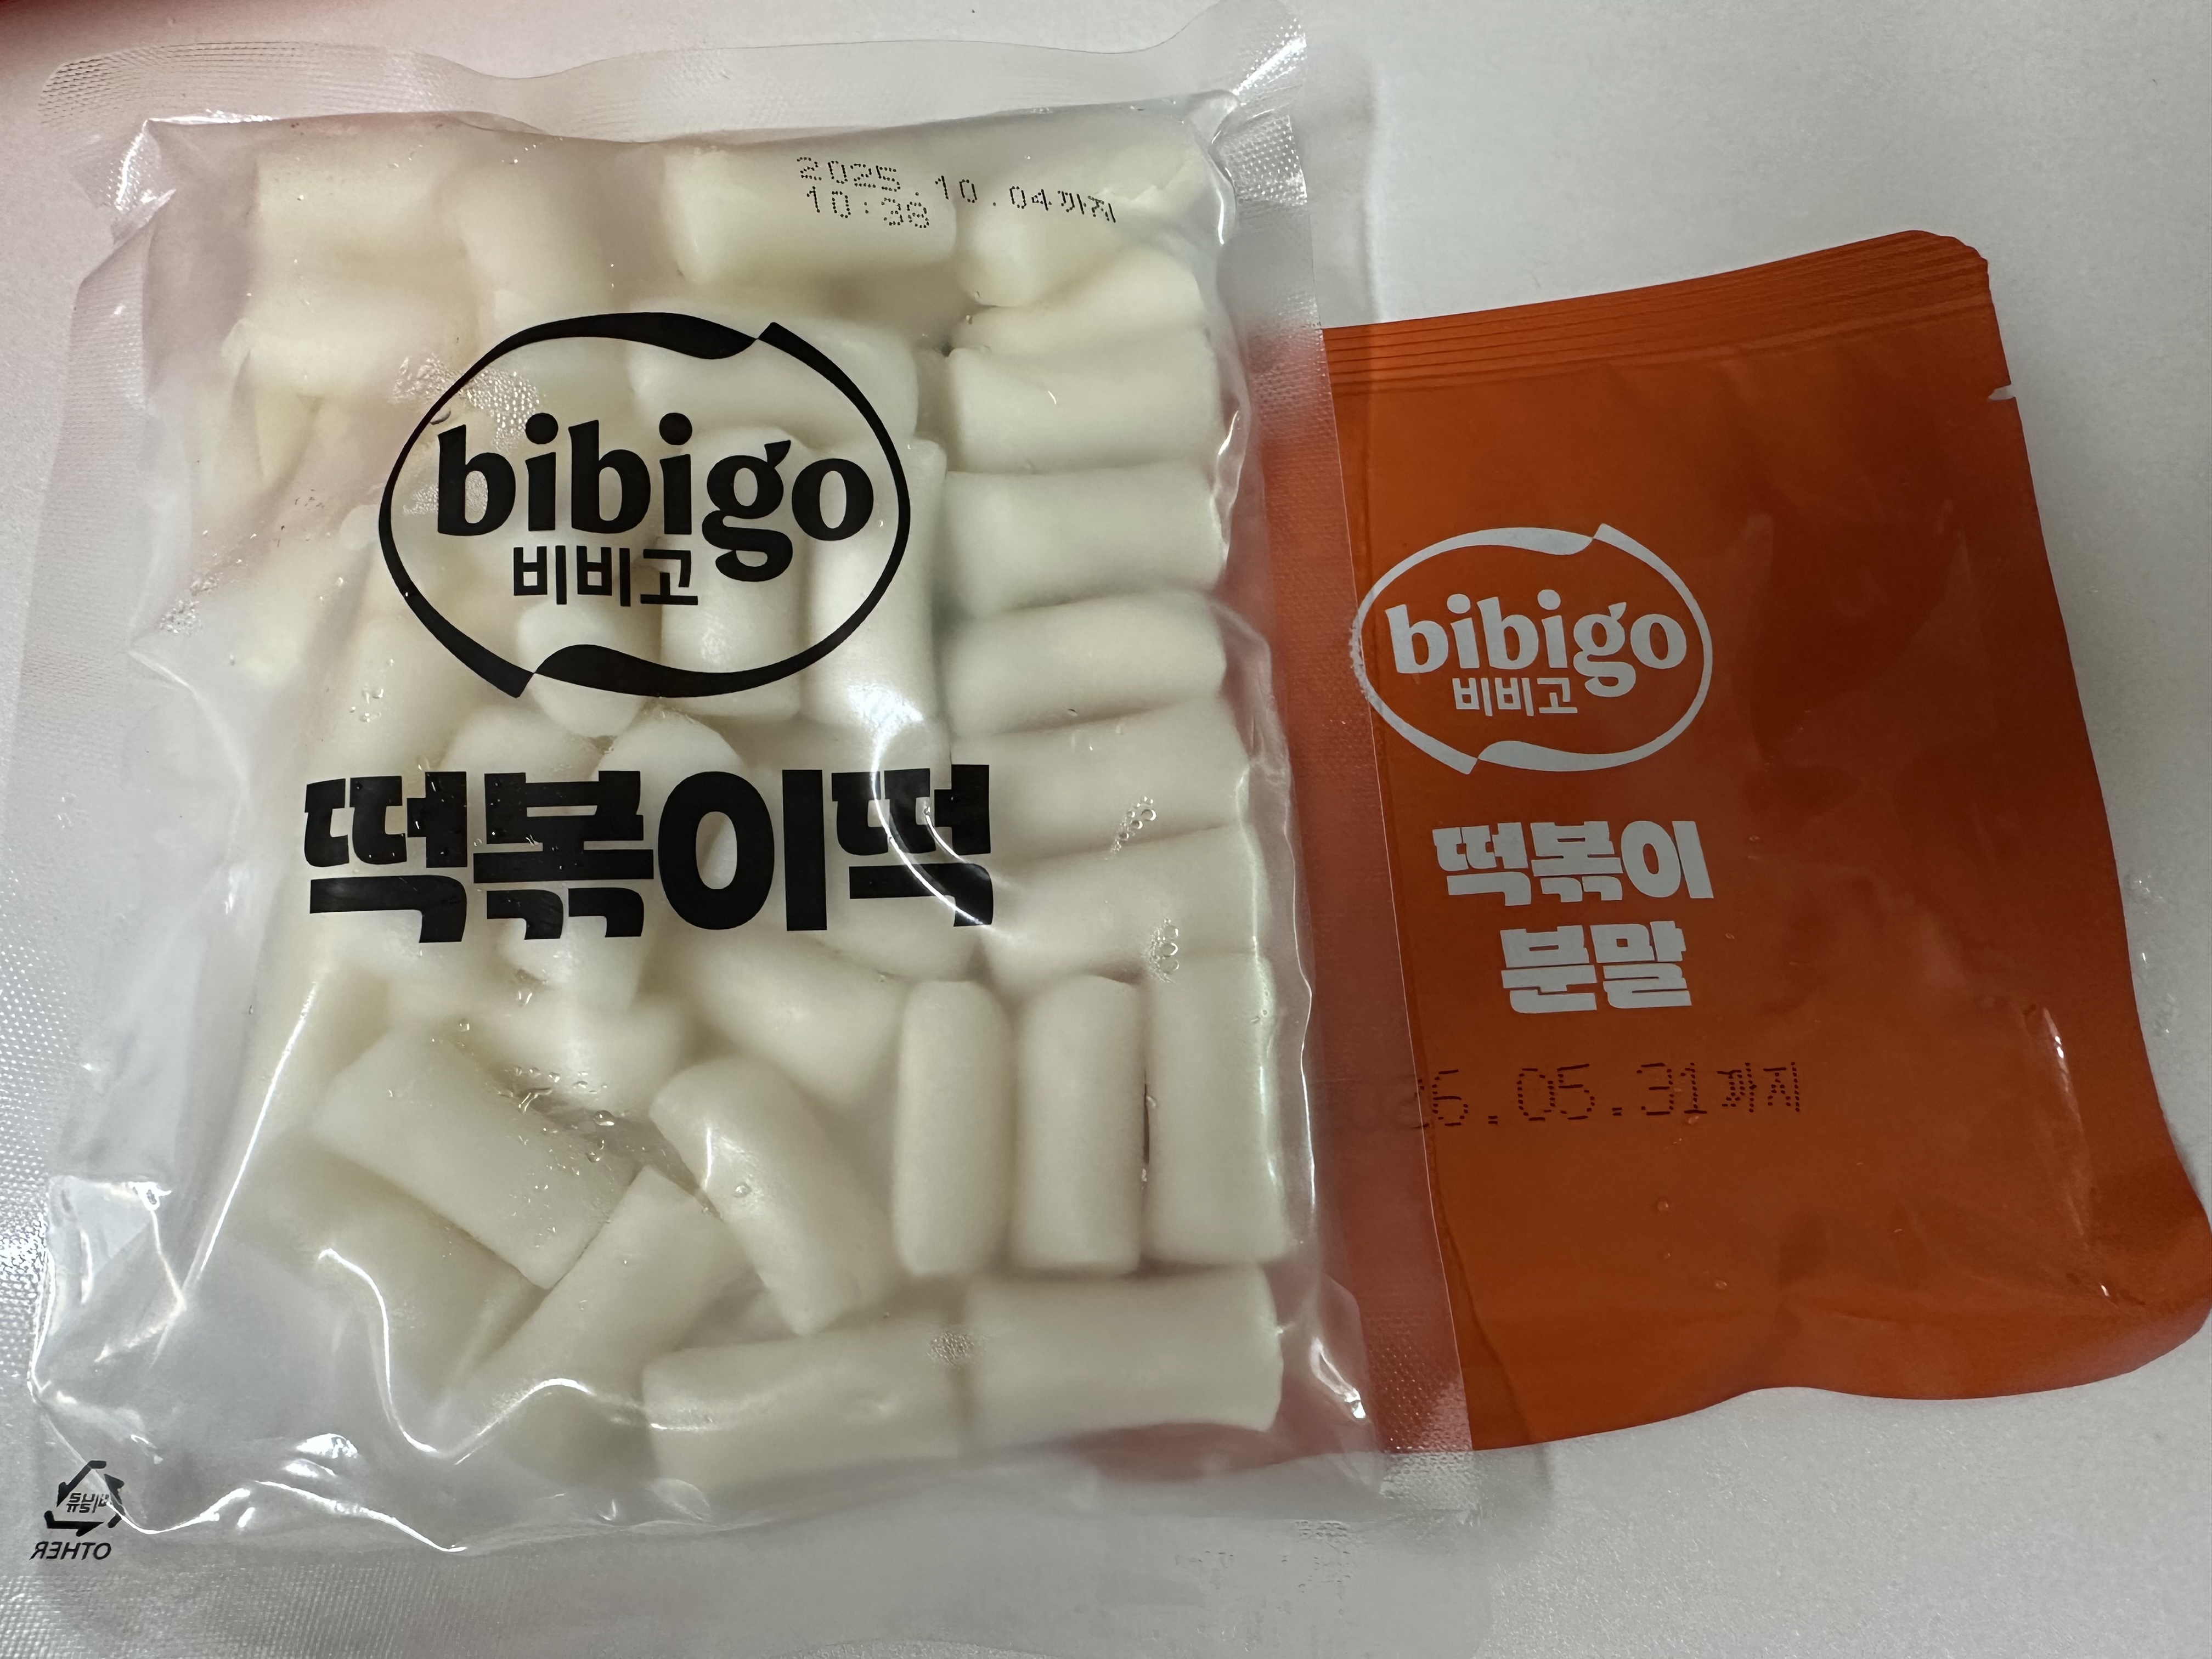 2025.10.04까지
10:38
bibigo
비비고
떡볶이떡
OTHER
bibigo
비비고
떡볶이
분말
26.05.31까지